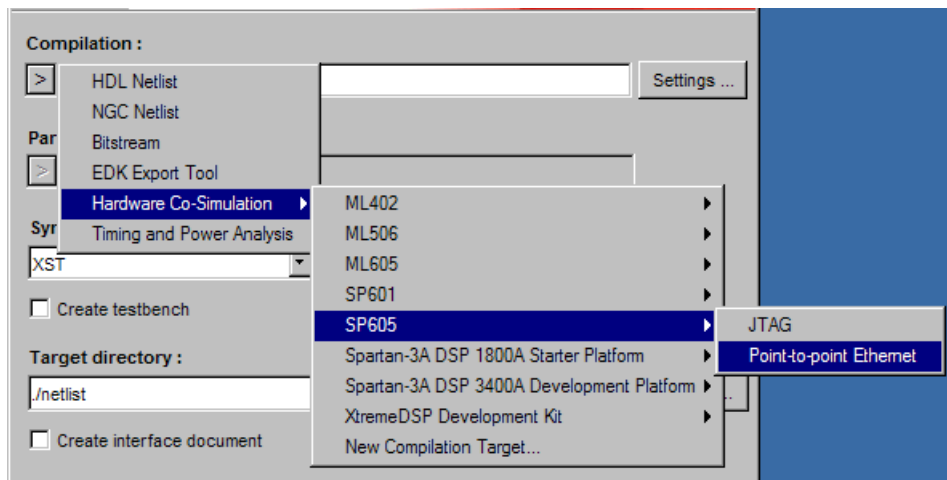 Compilation :
>
Settings ...
HDL Netlist
NGC Netlist
Bitstream
EDK Export Tool
Hardware Co-Simulation
Timing and Power Analysis
Par
>
Syr
XST
ML402
ML506
ML605
SP601
SP605
Spartan-3A DSP 1800A Starter Platform
Spartan-3A DSP 3400A Development Platform
XtremeDSP Development Kit
New Compilation Target...
JTAG
Point-to-point Ethernet
Create testbench
Target directory :
./netlist
Create interface document